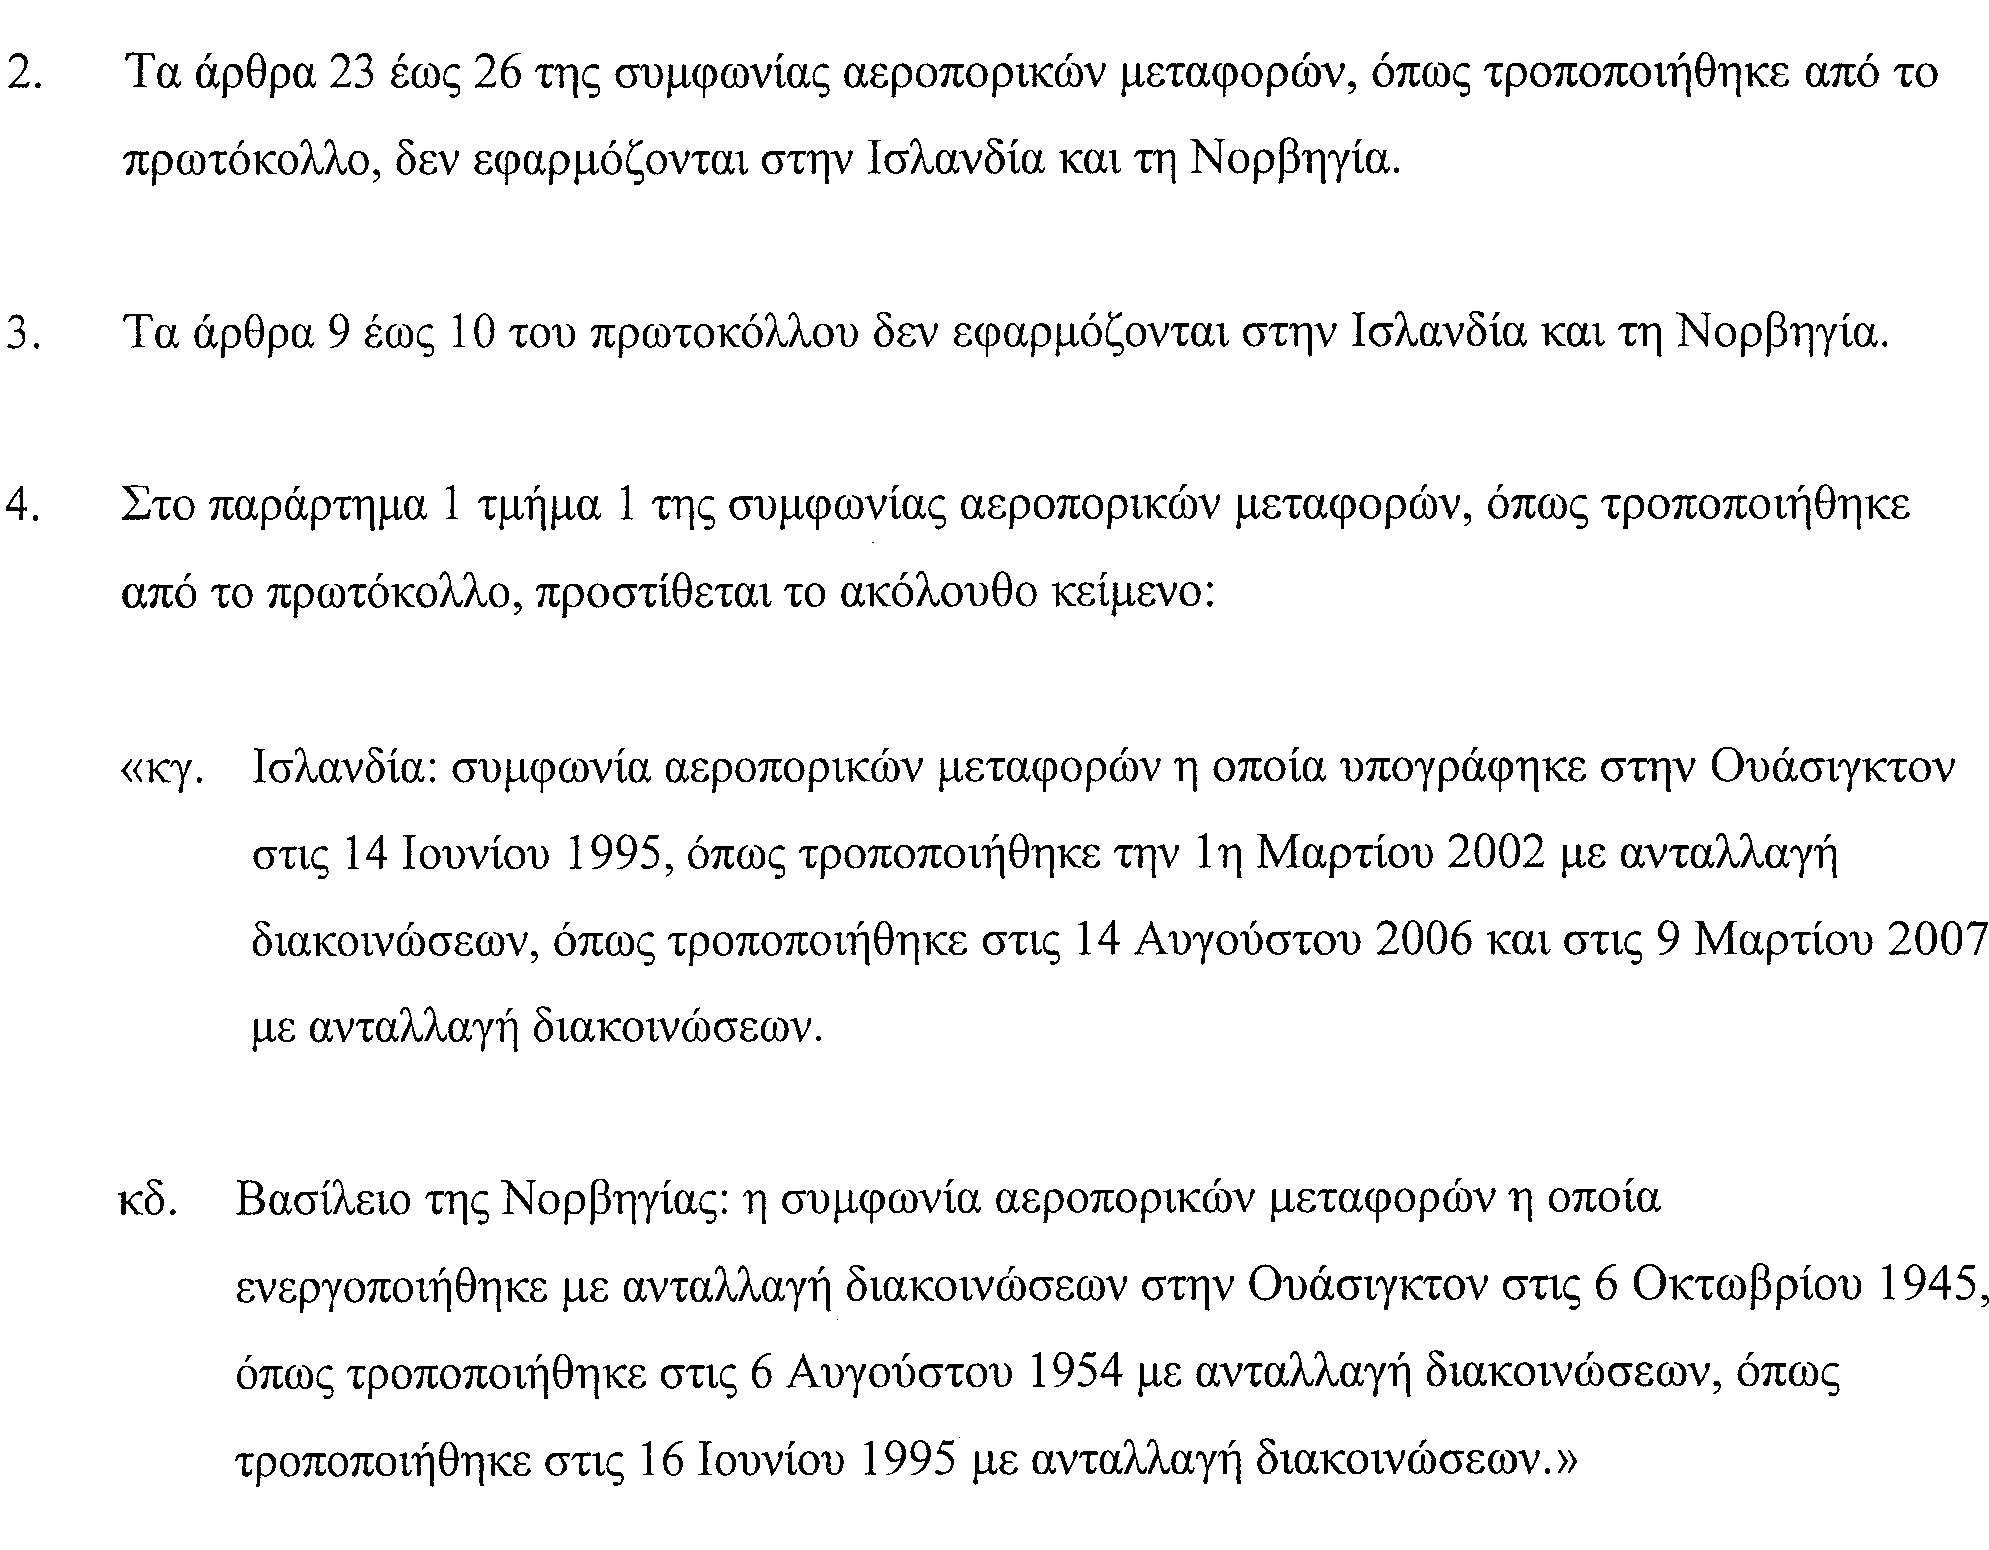 2. Τα άρθρα 23 έως 26 της συμφωνίας αεροπορικών μεταφορών, όπως τροποποιήθηκε από το
πρωτόκολλο, δεν εφαρμόζονται στην Ισλανδία και τη Νορβηγία.
3. Τα άρθρα 9 έως 10 του πρωτοκόλλου δεν εφαρμόζονται στην Ισλανδία και τη Νορβηγία.
4. Στο παράρτημα 1 τμήμα 1 της συμφωνίας αεροπορικών μεταφορών, όπως τροποποιήθηκε
από το πρωτόκολλο, προστίθεται το ακόλουθο κείμενο:
«κγ. Ισλανδία: συμφωνία αεροπορικών μεταφορών η οποία υπογράφηκε στην Ουάσιγκτον
στις 14 Ιουνίου 1995, όπως τροποποιήθηκε την 1η Μαρτίου 2002 με ανταλλαγή
διακοινώσεων, όπως τροποποιήθηκε στις 14 Αυγούστου 2006 και στις 9 Μαρτίου 2007
με ανταλλαγή διακοινώσεων.
κδ. Βασίλειο της Νορβηγίας: η συμφωνία αεροπορικών μεταφορών η οποία
ενεργοποιήθηκε με ανταλλαγή διακοινώσεων στην Ουάσιγκτον στις 6 Οκτωβρίου 1945,
όπως τροποποιήθηκε στις 6 Αυγούστου 1954 με ανταλλαγή διακοινώσεων, όπως
τροποποιήθηκε στις 16 Ιουνίου 1995 με ανταλλαγή διακοινώσεων.»